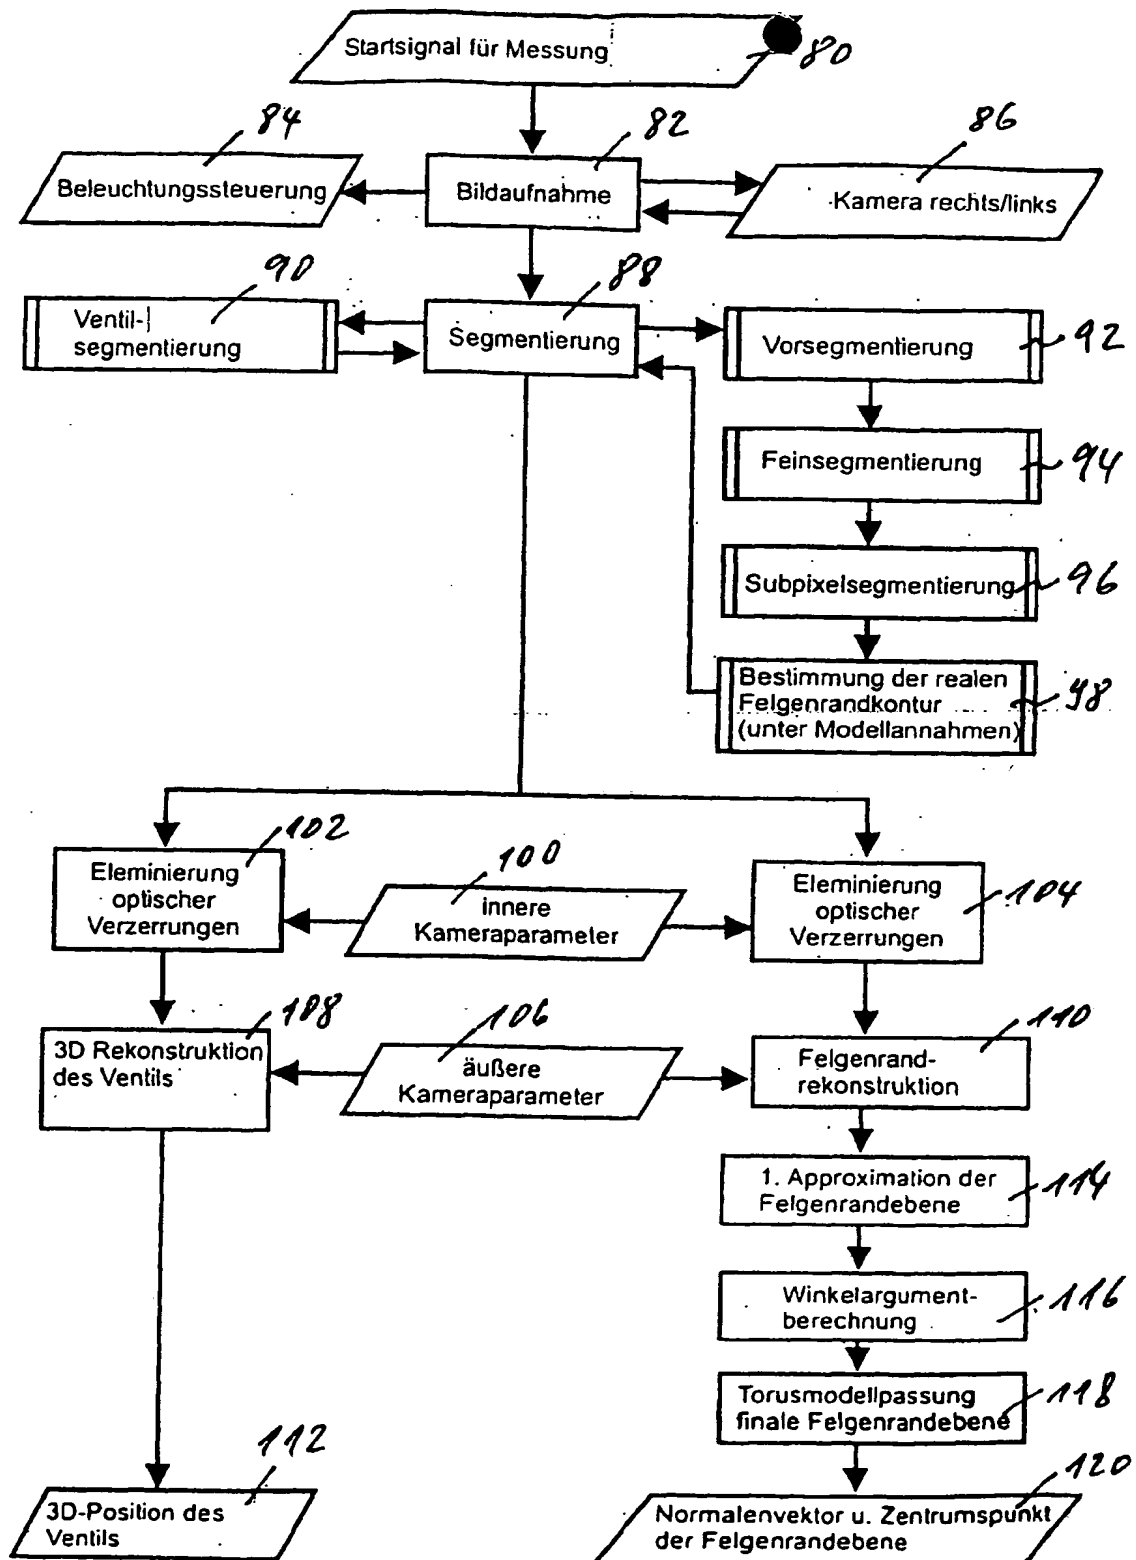 Startsignal für Messung
80
84
82
86
Beleuchtungssteuerung
Bildaufnahme
Kamera rechts/links
90
88
Ventil-
segmentierung
Segmentierung
Vorsegmentierung
92
Feinsegmentierung
94
Subpixelsegmentierung
96
Bestimmung der realen
Felgenrandkontur
(unter Modellannahmen)
98
102
100
104
Eleminierung
optischer
Verzerrungen
innere
Kameraparameter
Eleminierung
optischer
Verzerrungen
108
106
110
3D Rekonstruktion
des Ventils
äußere
Kameraparameter
Felgenrand-
rekonstruktion
1. Approximation der
Felgenrandebene
114
Winkelargument-
berechnung
116
Torusmodellpassung
finale Felgenrandebene
118
112
120
3D-Position des
Ventils
Normalenvektor u. Zentrumspunkt
der Felgenrandebene